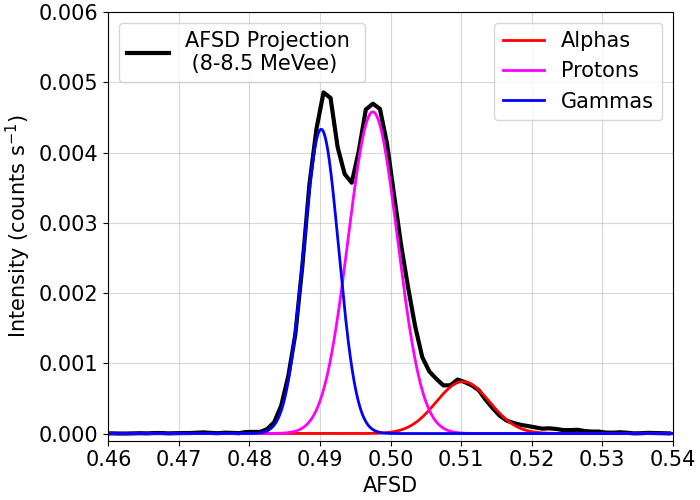 0.006
0.005
0.004
0.003
0.002
0.001
0.000
Intensity (counts s⁻¹)
AFSD Projection
(8-8.5 MeVee)
Alphas
Protons
Gammas
0.46 0.47 0.48 0.49 0.50 0.51 0.52 0.53 0.54
AFSD